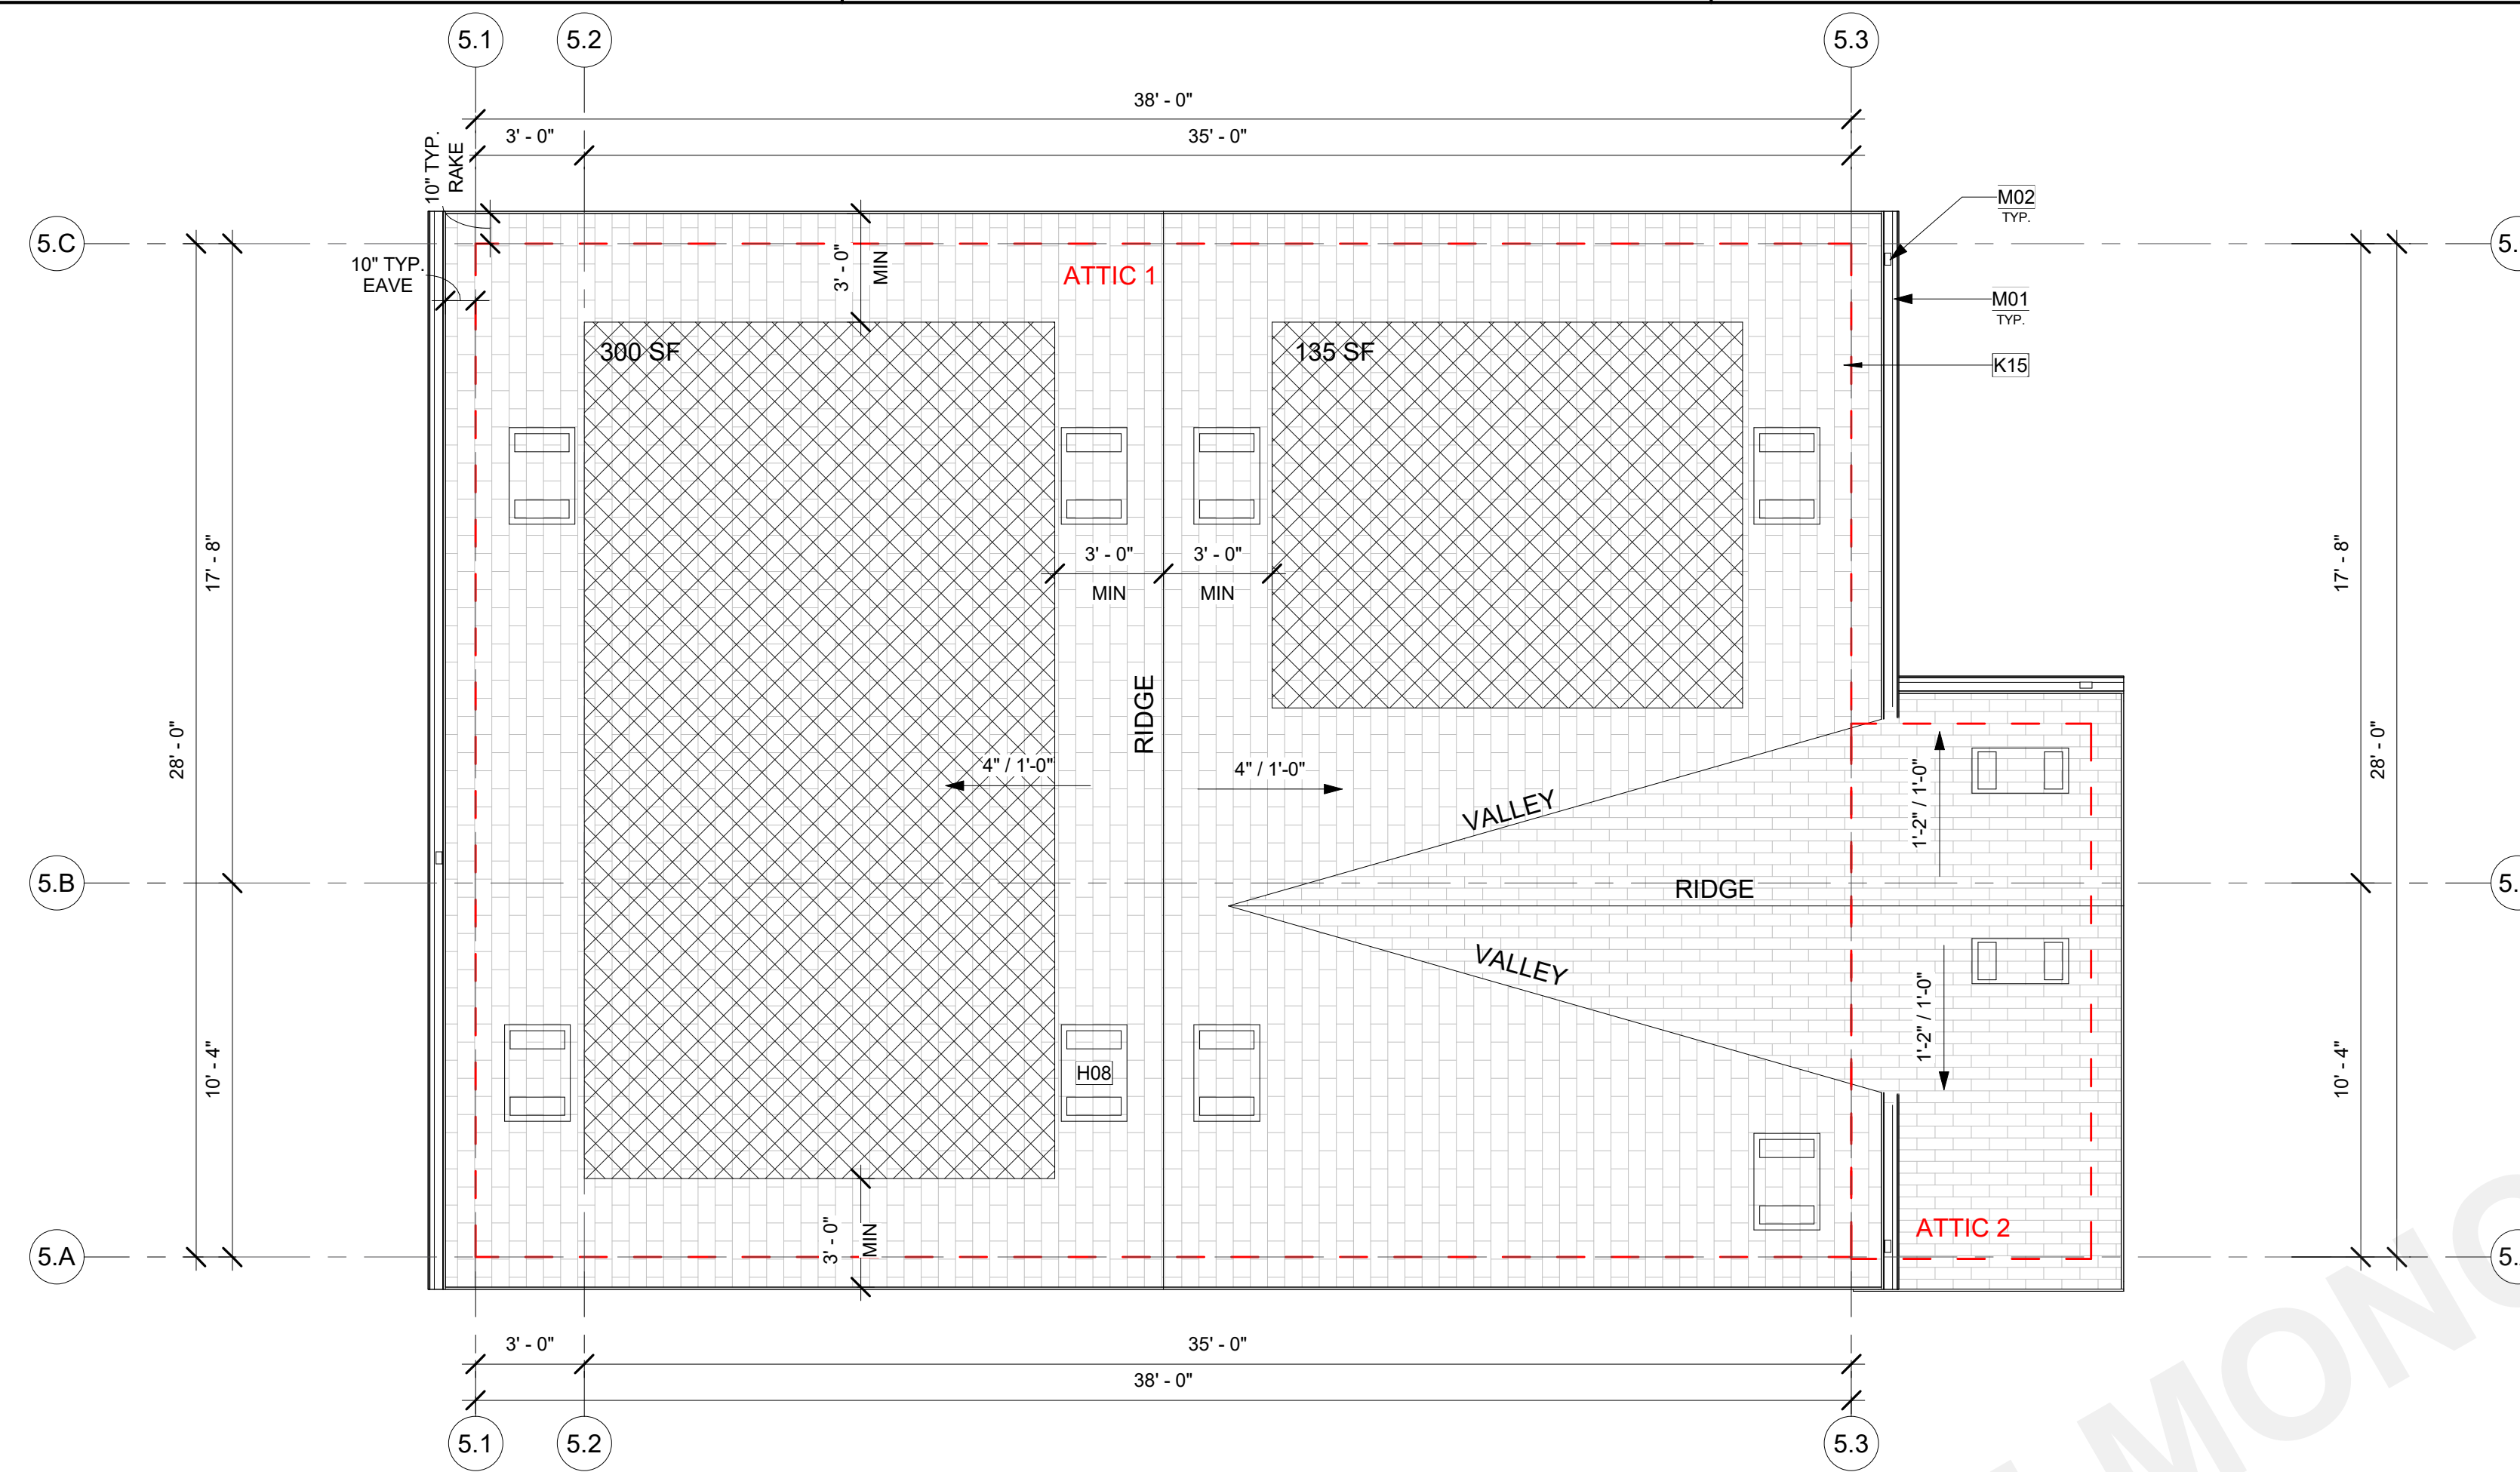 5.1
5.2
5.3
38' - 0"
3' - 0"
35' - 0"
10" TYP.
RAKE
M02
TYP.
5.C
5.
10" TYP.
EAVE
3' - 0"
MIN
ATTIC 1
M01
TYP.
300 SF
135 SF
K15
17' - 8"
3' - 0"
MIN
3' - 0"
MIN
17' - 8"
RIDGE
28' - 0"
28' - 0"
4" / 1'-0"
4" / 1'-0"
VALLEY
1'-2" / 1'-0"
5.B
RIDGE
5.
VALLEY
1'-2" / 1'-0"
10' - 4"
H08
10' - 4"
3' - 0"
MIN
ATTIC 2
5.A
5.
3' - 0"
35' - 0"
38' - 0"
5.1
5.2
5.3